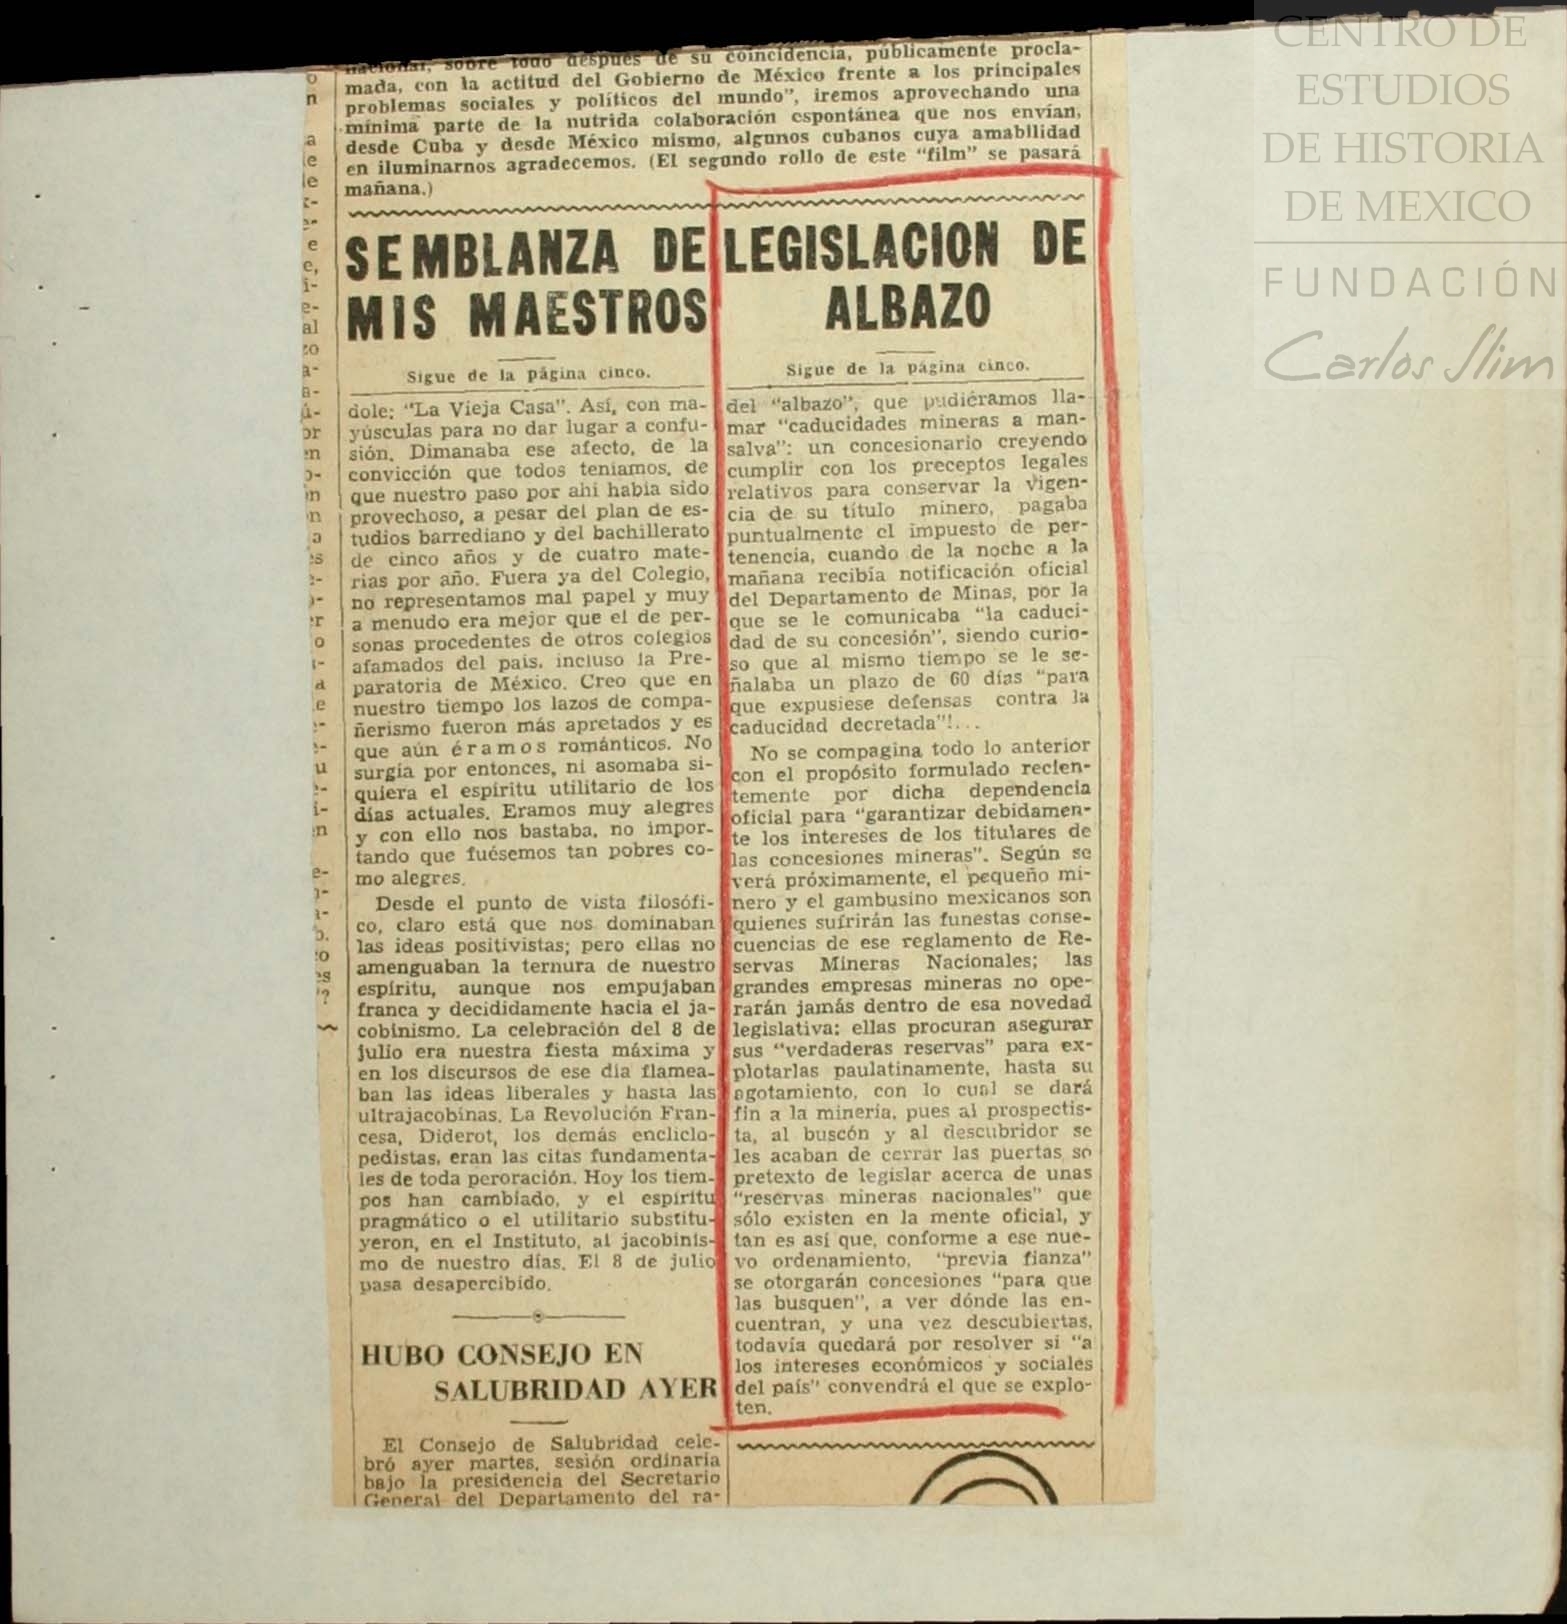 CENTRO DE
ESTUDIOS
DE HISTORIA
DE MEXICO
FUNDACIÓN
Carlos Slim
nacional, sobre todo después de su coincidencia, públicamente procla-
mada, con la actitud del Gobierno de México frente a los principales
problemas sociales y políticos del mundo", iremos aprovechando una
mínima parte de la nutrida colaboración espontánea que nos envían,
desde Cuba y desde México mismo, algunos cubanos cuya amabilidad
en iluminarnos agradecemos. (El segundo rollo de este "film" se pasará
mañana.)
SEMBLANZA DE
MIS MAESTROS
Sigue de la página cinco.
dole: "La Vieja Casa". Así, con ma-
yúsculas para no dar lugar a confu-
sión. Dimanaba ese afecto, de la
convicción que todos teníamos, de
que nuestro paso por ahí había sido
provechoso, a pesar del plan de es-
tudios barrediano y del bachillerato
de cinco años y de cuatro mate-
rias por año. Fuera ya del Colegio,
no representamos mal papel y muy
a menudo era mejor que el de per-
sonas procedentes de otros colegios
afamados del país, incluso la Pre-
paratoria de México. Creo que en
nuestro tiempo los lazos de compa-
ñerismo fueron más apretados y es
que aún éramos románticos. No
surgía por entonces, ni asomaba si-
quiera el espíritu utilitario de los
días actuales. Eramos muy alegres
y con ello nos bastaba, no impor-
tando que fuésemos tan pobres co-
mo alegres.
Desde el punto de vista filosófi-
co, claro está que nos dominaban
las ideas positivistas; pero ellas no
amenguaban la ternura de nuestro
espíritu, aunque nos empujaban
franca y decididamente hacia el ja-
cobinismo. La celebración del 8 de
julio era nuestra fiesta máxima y
en los discursos de ese día flamea-
ban las ideas liberales y hasta las
ultrajacobinas. La Revolución Fran-
cesa, Diderot, los demás encliclo-
pedistas, eran las citas fundamenta-
les de toda peroración. Hoy los tiem-
pos han cambiado, y el espíritu
pragmático o el utilitario substitu-
yeron, en el Instituto, al jacobinis-
mo de nuestro días. El 8 de julio
pasa desapercibido.
HUBO CONSEJO EN
SALUBRIDAD AYER
El Consejo de Salubridad cele-
bró ayer martes, sesión ordinaria
bajo la presidencia del Secretario
General del Departamento del ra-
LEGISLACION DE
ALBAZO
Sigue de la página cinco.
del "albazo", que pudiéramos lla-
mar "caducidades mineras a man-
salva": un concesionario creyendo
cumplir con los preceptos legales
relativos para conservar la vigen-
cia de su título minero, pagaba
puntualmente el impuesto de per-
tenencia, cuando de la noche a la
mañana recibía notificación oficial
del Departamento de Minas, por la
que se le comunicaba "la caduci-
dad de su concesión", siendo curio-
so que al mismo tiempo se le se-
ñalaba un plazo de 60 días "para
que expusiese defensas contra la
caducidad decretada"!...
No se compagina todo lo anterior
con el propósito formulado recien-
temente por dicha dependencia
oficial para "garantizar debidamen-
te los intereses de los titulares de
las concesiones mineras". Según se
verá próximamente, el pequeño mi-
nero y el gambusino mexicanos son
quienes sufrirán las funestas conse-
cuencias de ese reglamento de Re-
servas Mineras Nacionales; las
grandes empresas mineras no ope-
rarán jamás dentro de esa novedad
legislativa: ellas procuran asegurar
sus "verdaderas reservas" para ex-
plotarlas paulatinamente, hasta su
agotamiento, con lo cual se dará
fin a la minería, pues al prospectis-
ta, al buscón y al descubridor se
les acaban de cerrar las puertas so
pretexto de legislar acerca de unas
"reservas mineras nacionales" que
sólo existen en la mente oficial, y
tan es así que, conforme a ese nue-
vo ordenamiento, "previa fianza"
se otorgarán concesiones "para que
las busquen", a ver dónde las en-
cuentran, y una vez descubiertas,
todavía quedará por resolver si "a
los intereses económicos y sociales
del país" convendrá el que se explo-
ten.